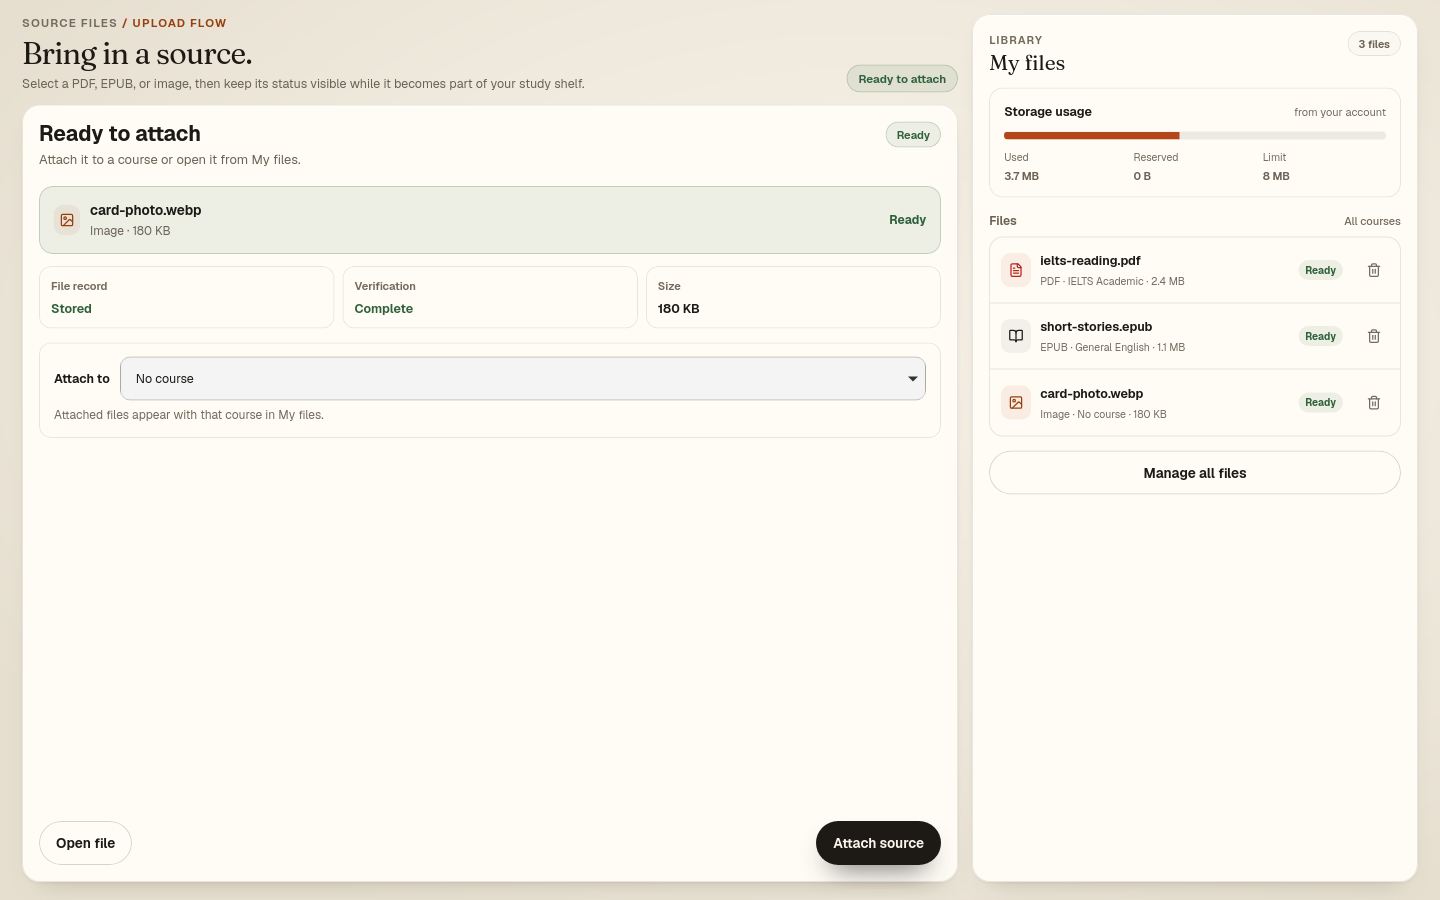 SOURCE FILES / UPLOAD FLOW
Bring in a source.
Select a PDF, EPUB, or image, then keep its status visible while it becomes part of your study shelf.
Ready to attach
Ready to attach
Ready
Attach it to a course or open it from My files.
card-photo.webp
Image · 180 KB
Ready
File record
Stored
Verification
Complete
Size
180 KB
Attach to
No course
Attached files appear with that course in My files.
Open file
Attach source
LIBRARY
My files
3 files
Storage usage
from your account
Used
3.7 MB
Reserved
0 B
Limit
8 MB
Files
All courses
ielts-reading.pdf
PDF · IELTS Academic · 2.4 MB
Ready
short-stories.epub
EPUB · General English · 1.1 MB
Ready
card-photo.webp
Image · No course · 180 KB
Ready
Manage all files